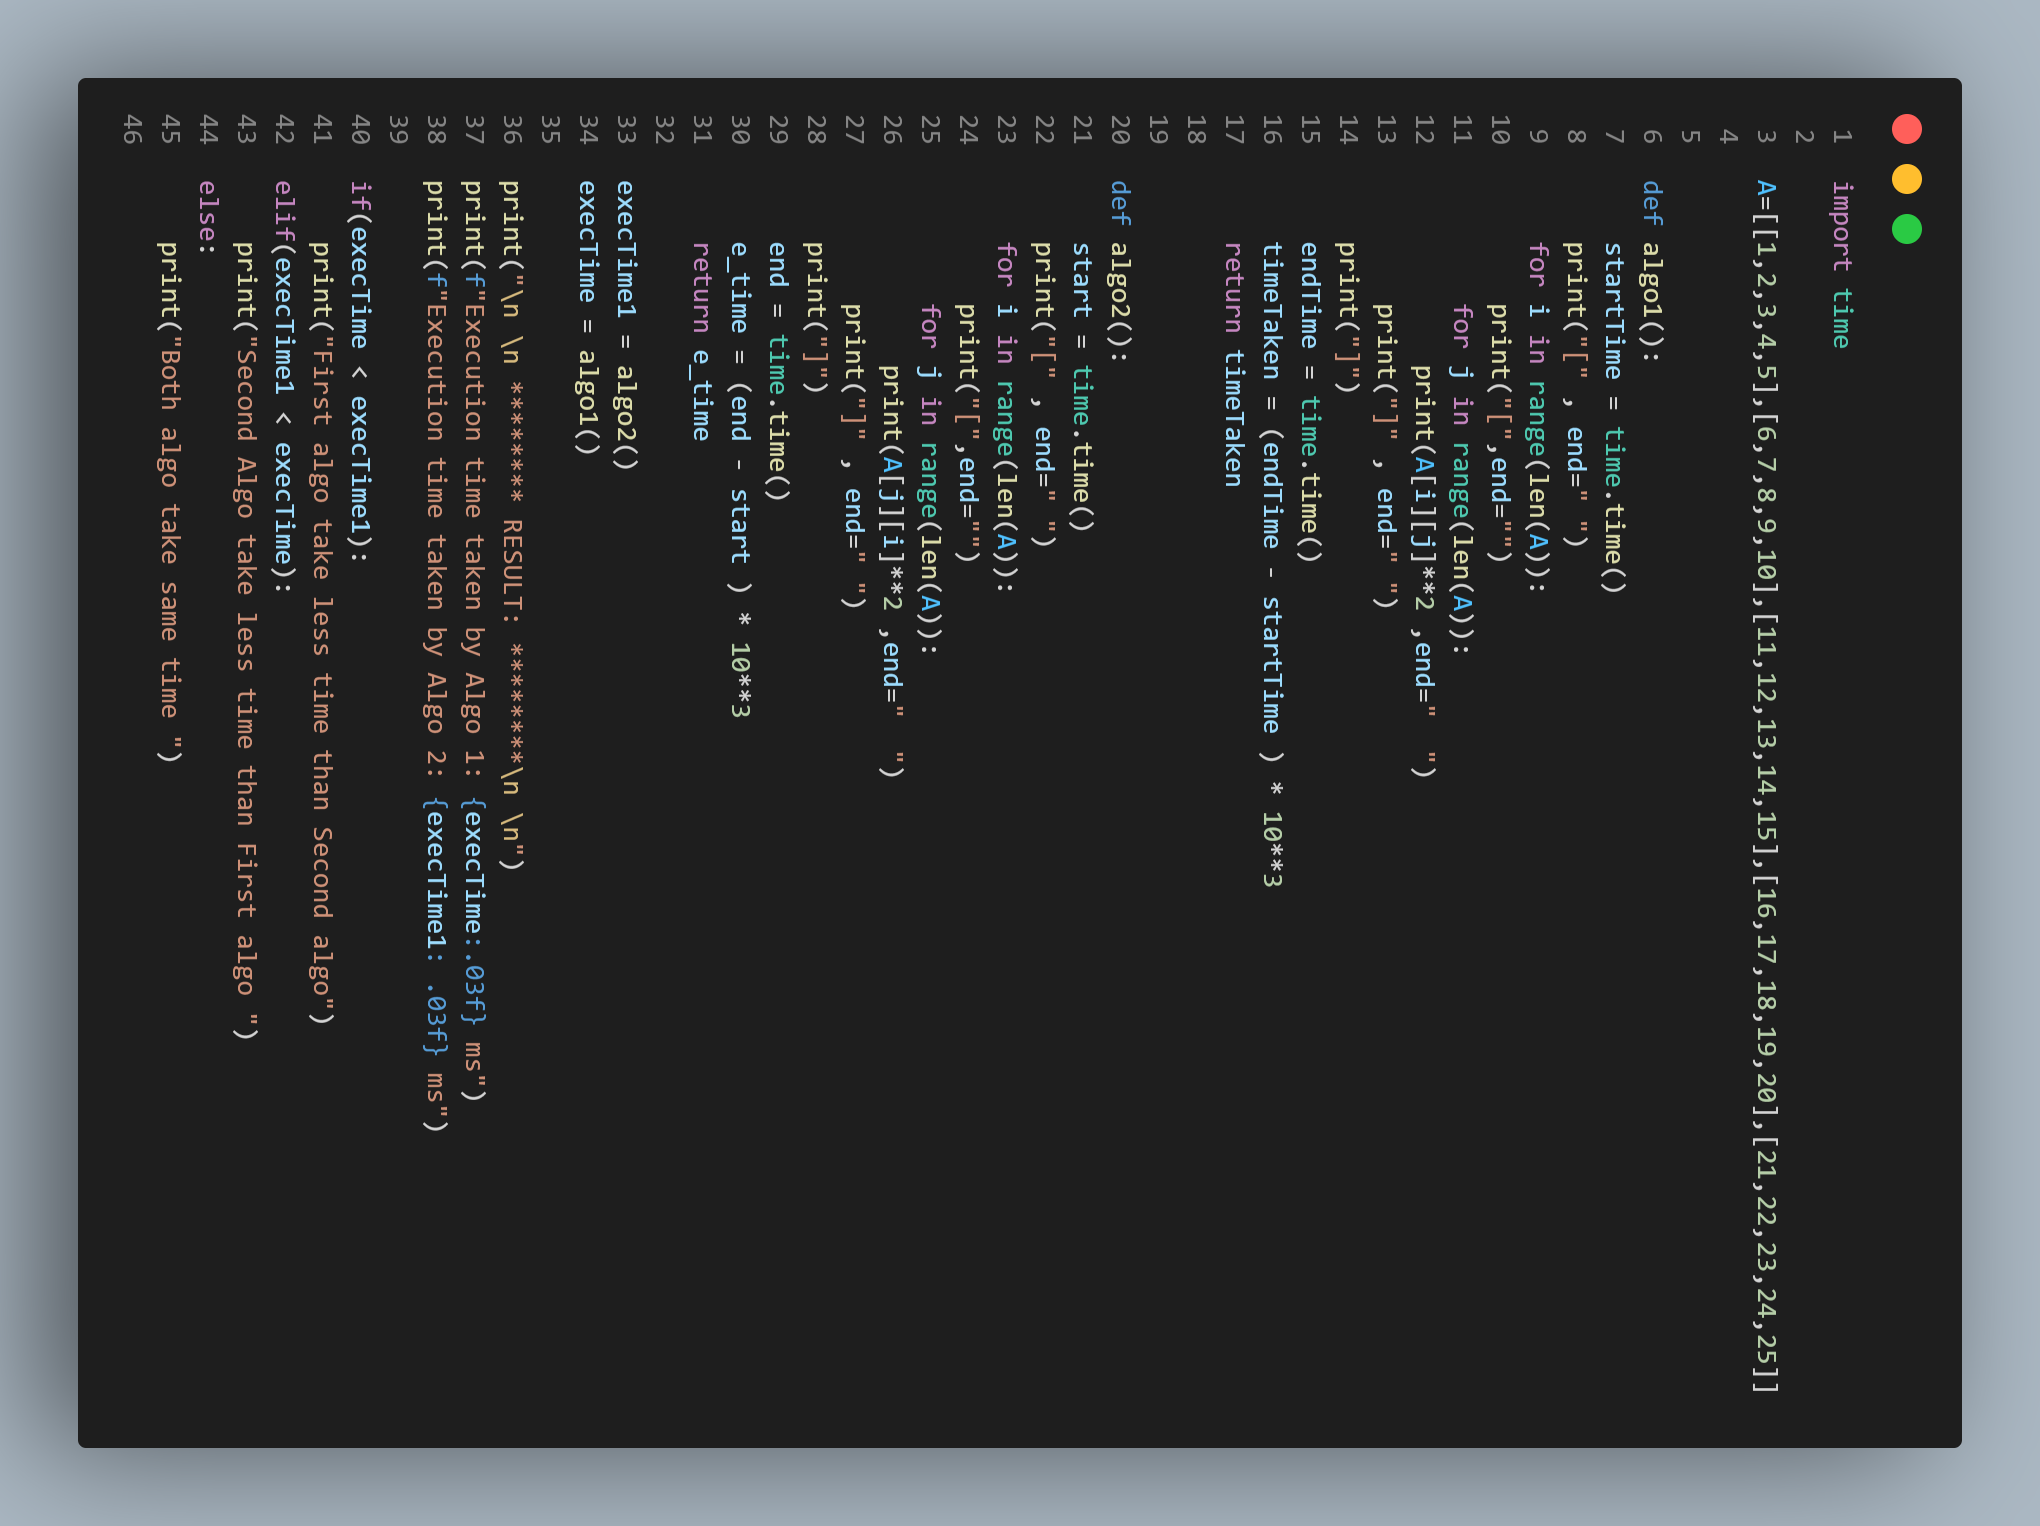 1 import time
2
3 A=[[1,2,3,4,5],[6,7,8,9,10],[11,12,13,14,15],[16,17,18,19,20],[21,22,23,24,25]]
4
5
6 def algo1():
7     startTime = time.time()
8     print("[" , end=" ")
9     for i in range(len(A)):
10         print("[",end="")
11         for j in range(len(A)):
12             print(A[i][j]**2 ,end="  ")
13         print("]" , end=" ")
14     print("]")
15     endTime = time.time()
16     timeTaken = (endTime - startTime ) * 10**3
17     return timeTaken
18
19
20 def algo2():
21     start = time.time()
22     print("[" , end=" ")
23     for i in range(len(A)):
24         print("[",end="")
25         for j in range(len(A)):
26             print(A[j][i]**2 ,end="  ")
27         print("]" , end=" ")
28     print("]")
29     end = time.time()
30     e_time = (end - start ) * 10**3
31     return e_time
32
33 execTime1 = algo2()
34 execTime = algo1()
35
36 print("\n \n ******** RESULT: ********\n \n")
37 print(f"Execution time taken by Algo 1: {execTime:.03f} ms")
38 print(f"Execution time taken by Algo 2: {execTime1: .03f} ms")
39
40 if(execTime < execTime1):
41     print("First algo take less time than Second algo")
42 elif(execTime1 < execTime):
43     print("Second Algo take less time than First algo ")
44 else:
45     print("Both algo take same time ")
46